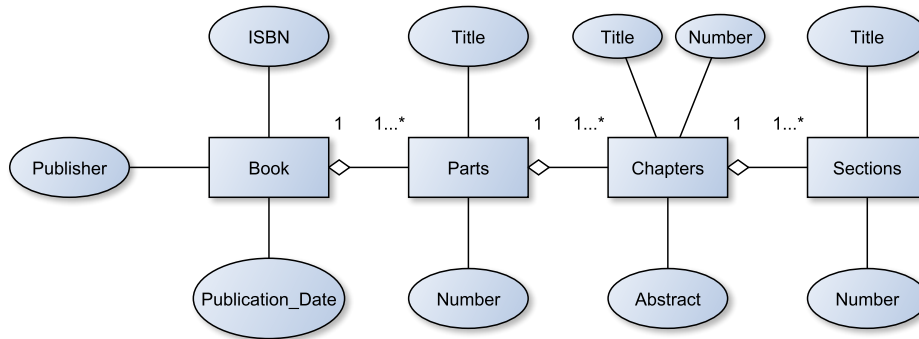 ISBN
Title
Title
Number
Title
1
1...*
1
1...*
1
1...*
Publisher
Book
Parts
Chapters
Sections
Publication_Date
Number
Abstract
Number